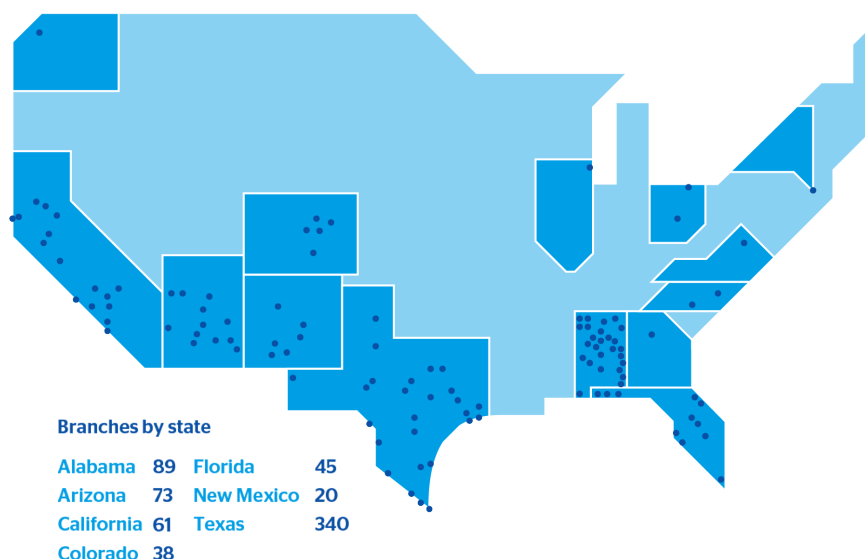 Branches by state
Alabama 89 Florida 45
Arizona 73 New Mexico 20
California 61 Texas 340
Colorado 38